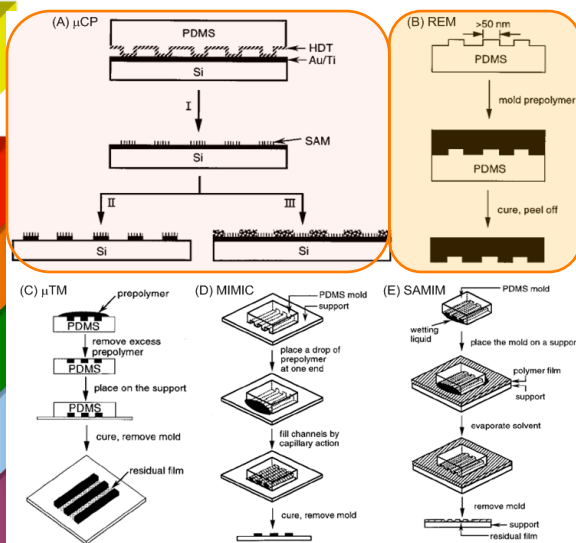 (A) μCP
PDMS
HDT
Au/Ti
Si
I
SAM
Si
II
III
Si
(B) REM
>50 nm
PDMS
mold prepolymer
PDMS
cure, peel off
(C) μTM
prepolymer
PDMS
remove excess
prepolymer
PDMS
place on the support
PDMS
cure, remove mold
residual film
(D) MIMIC
PDMS mold
support
place a drop of
prepolymer
at one end
fill channels by
capillary action
cure, remove mold
(E) SAMIM
PDMS mold
wetting
liquid
place the mold on a support
polymer film
support
evaporate solvent
remove mold
support
residual film